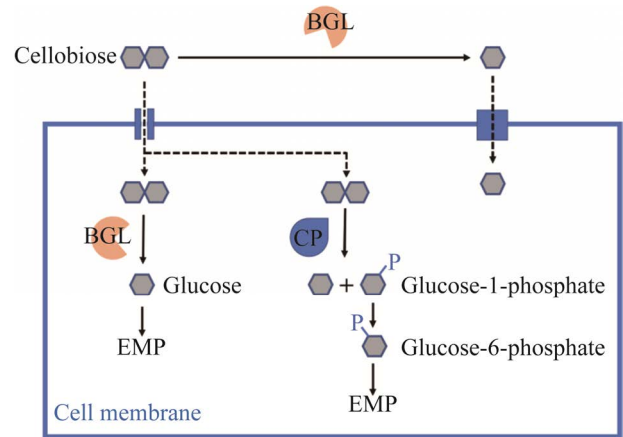 BGL
Cellobiose
BGL
CP
P
Glucose
+
Glucose-1-phosphate
P
EMP
Glucose-6-phosphate
EMP
Cell membrane